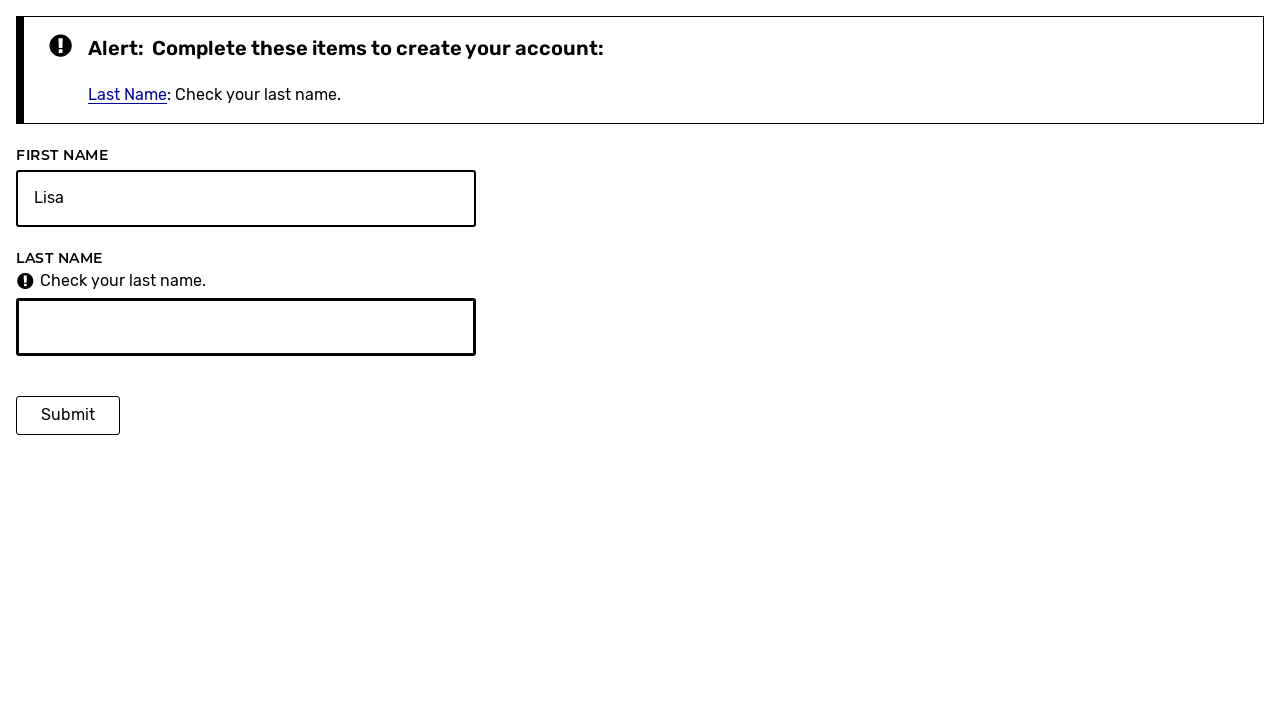 Alert: Complete these items to create your account:
Last Name: Check your last name.
FIRST NAME
Lisa
LAST NAME
Check your last name.
Submit